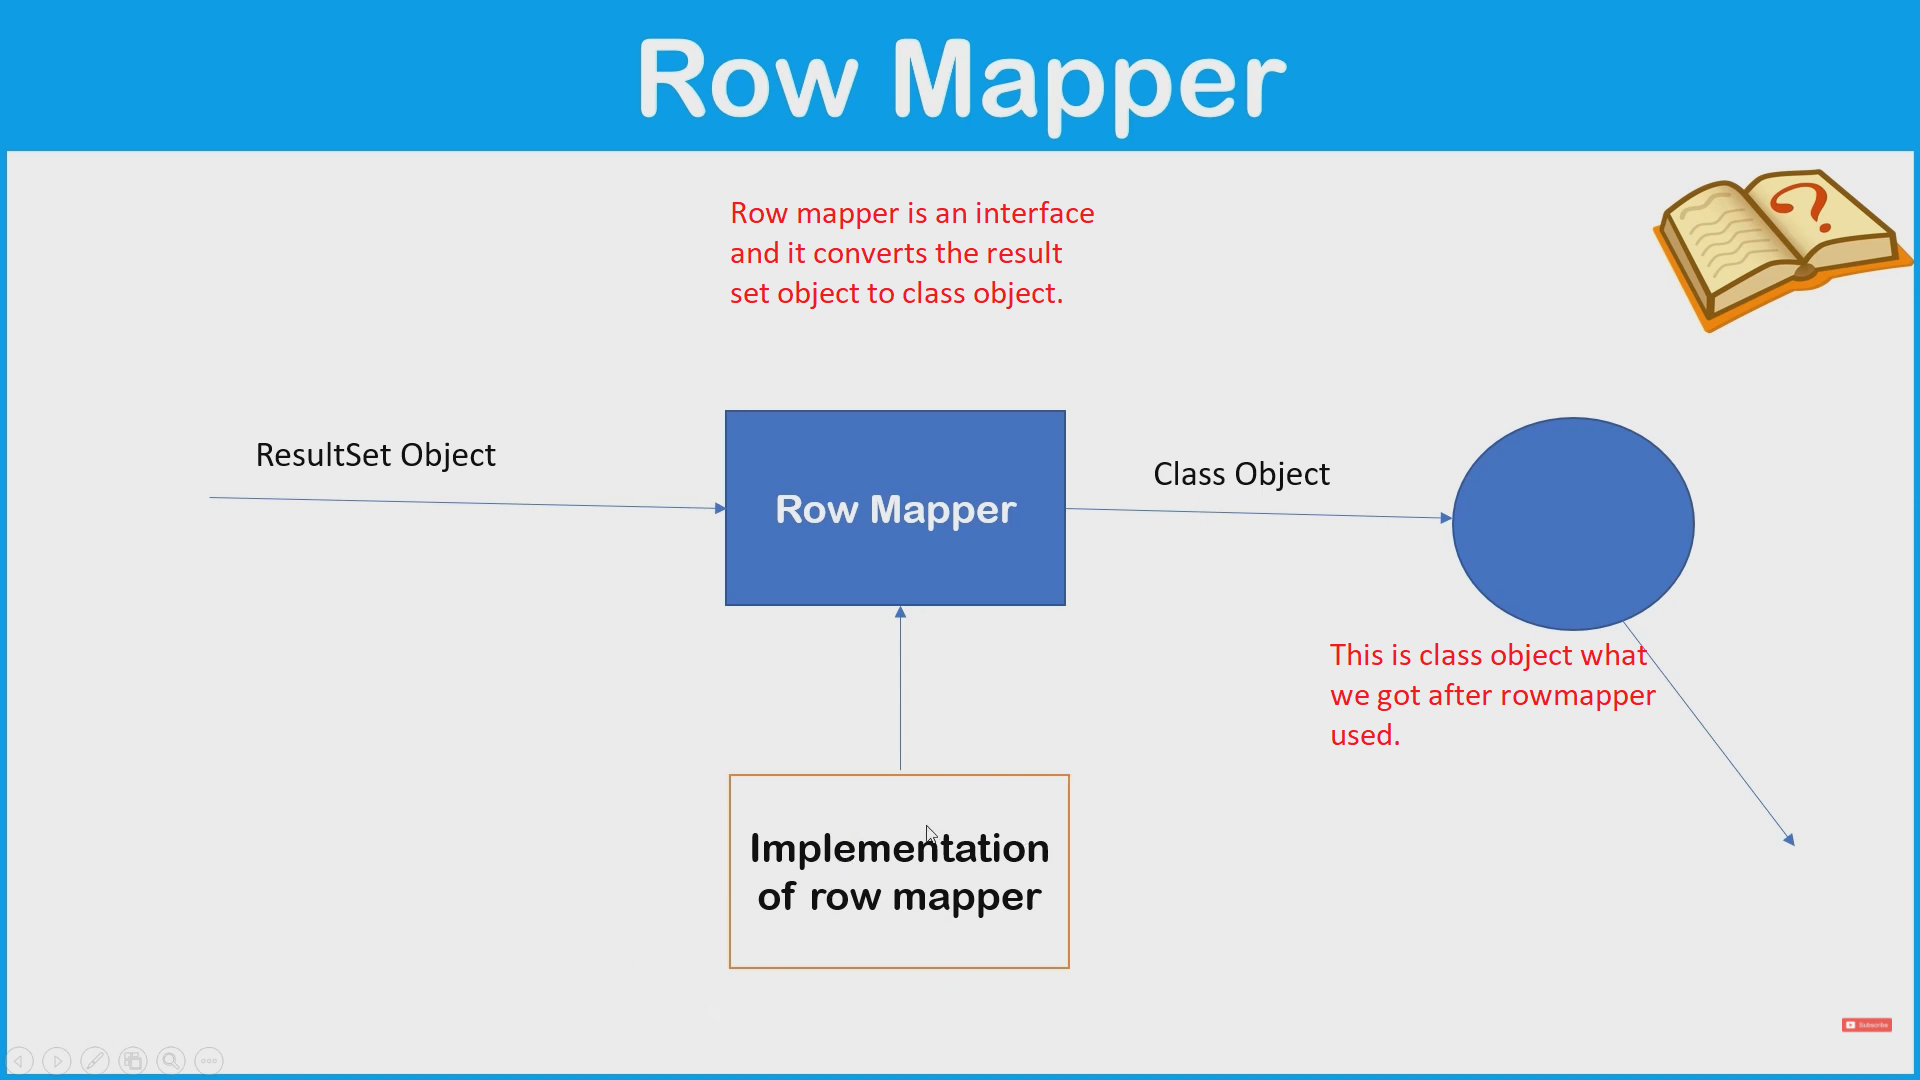 Row Mapper
Row mapper is an interface
and it converts the result
set object to class object.
ResultSet Object
Row Mapper
Class Object
This is class object what
we got after rowmapper
used.
Implementation
of row mapper
Subscribe